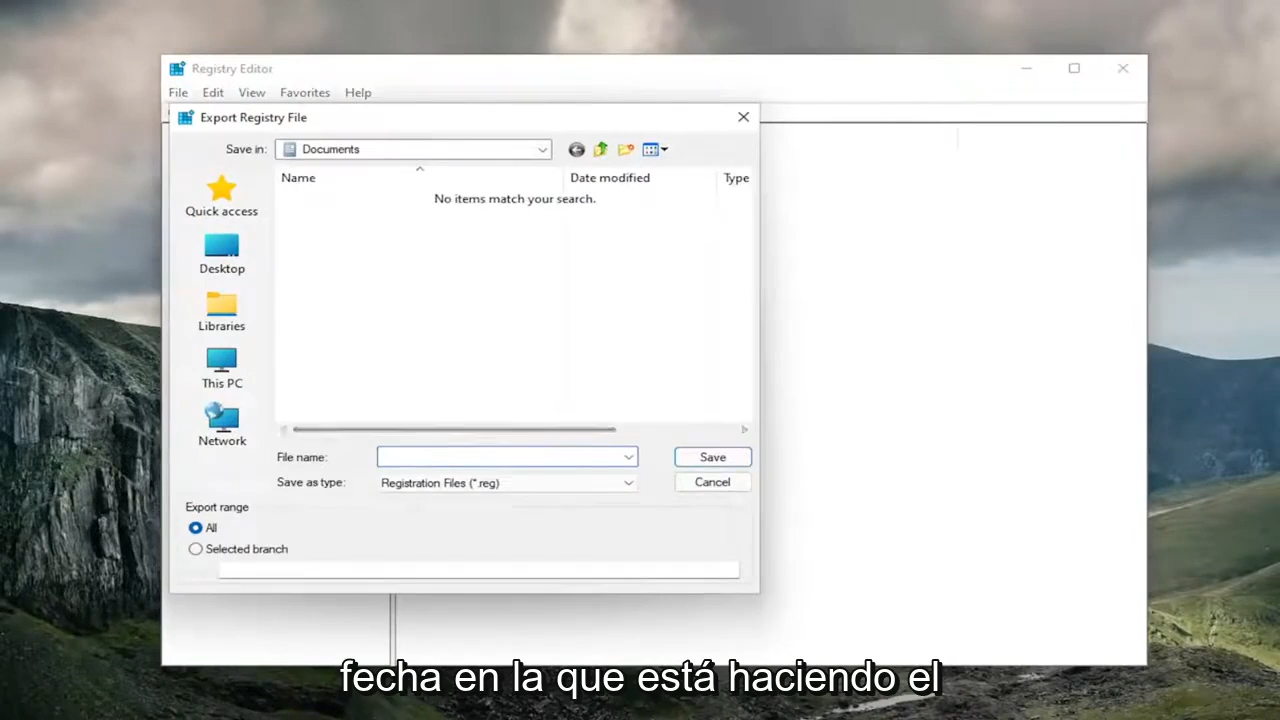 Registry Editor
File Edit View Favorites Help
Export Registry File
Save in: Documents
Name Date modified Type
No items match your search.
Quick access
Desktop
Libraries
This PC
Network
File name: Save
Save as type: Registration Files (*.reg) Cancel
Export range
All
Selected branch
fecha en la que está haciendo el